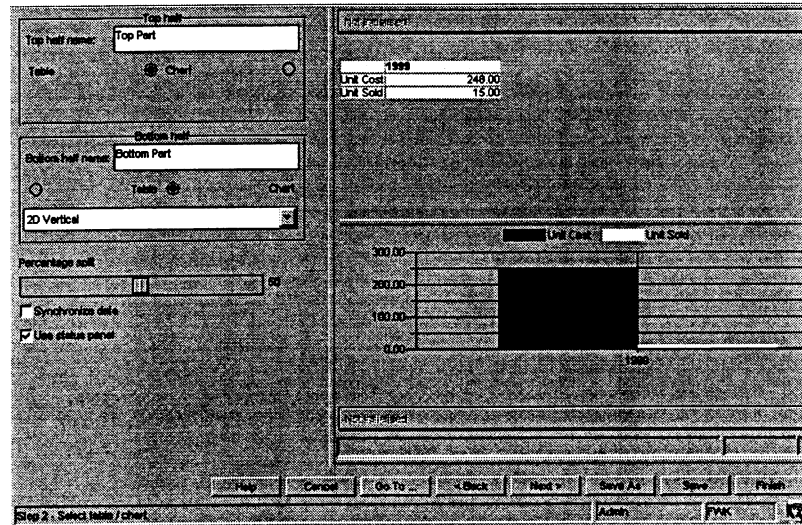 Top half
Top half name: Top Part
Table Chart
Bottom half
Bottom half name: Bottom Part
Table Chart
2D Vertical
Percentage split
50
Synchronize data
Use status panel
Not indented
1999
Unit Cost 248.00
Unit Sold 15.00
Unit Cost Unit Sold
300.00
200.00
100.00
0.00
1999
Help Cancel Go To ... < Back Next > Save As Save Finish
Step 2 - Select table / chart Admin